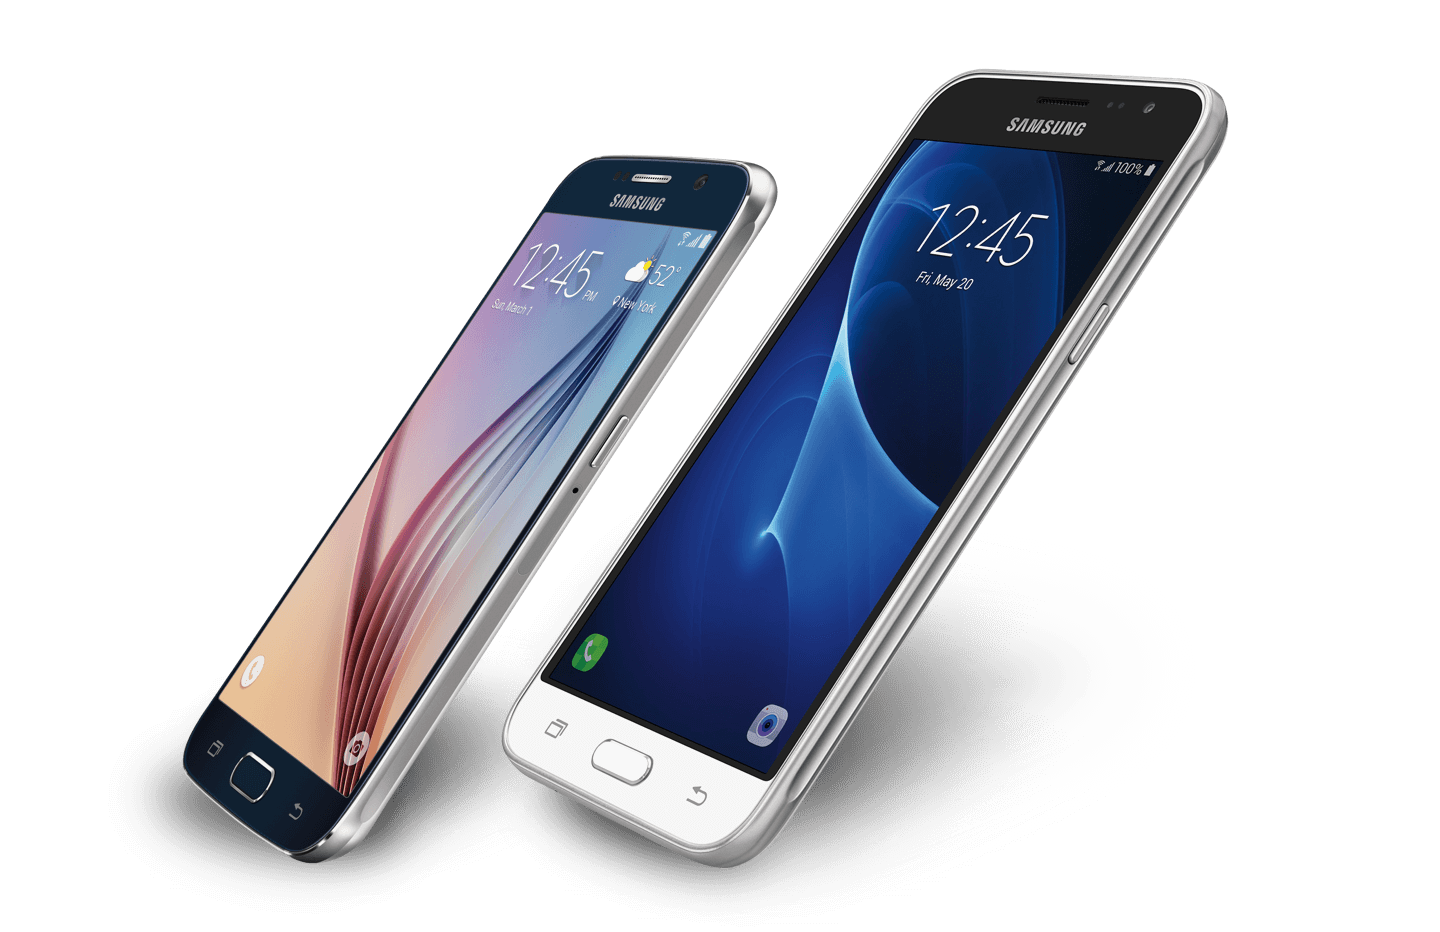 SAMSUNG
12:45 PM
Sun, March 1
52°
New York
SAMSUNG
100%
12:45
Fri, May 20